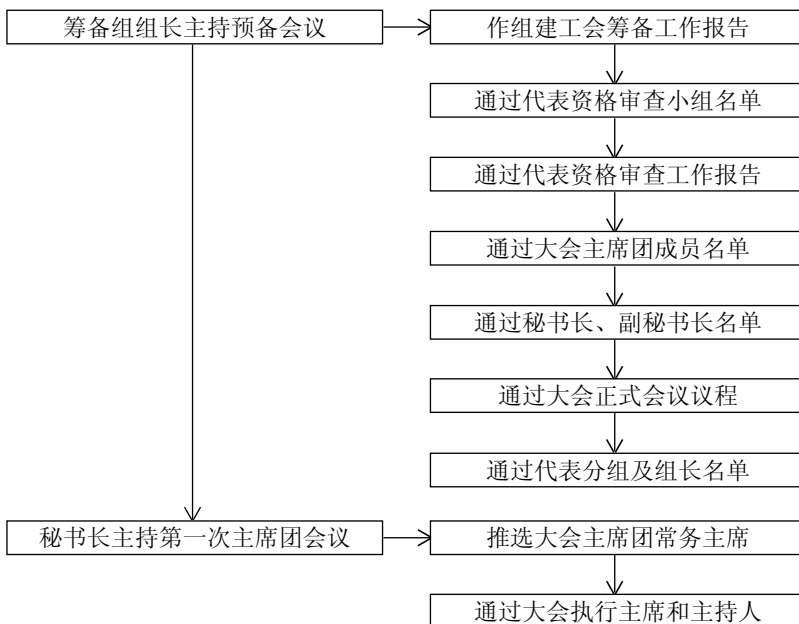 筹备组组长主持预备会议
作组建工会筹备工作报告
通过代表资格审查小组名单
通过代表资格审查工作报告
通过大会主席团成员名单
通过秘书长、副秘书长名单
通过大会正式会议议程
通过代表分组及组长名单
秘书长主持第一次主席团会议
推选大会主席团常务主席
通过大会执行主席和主持人